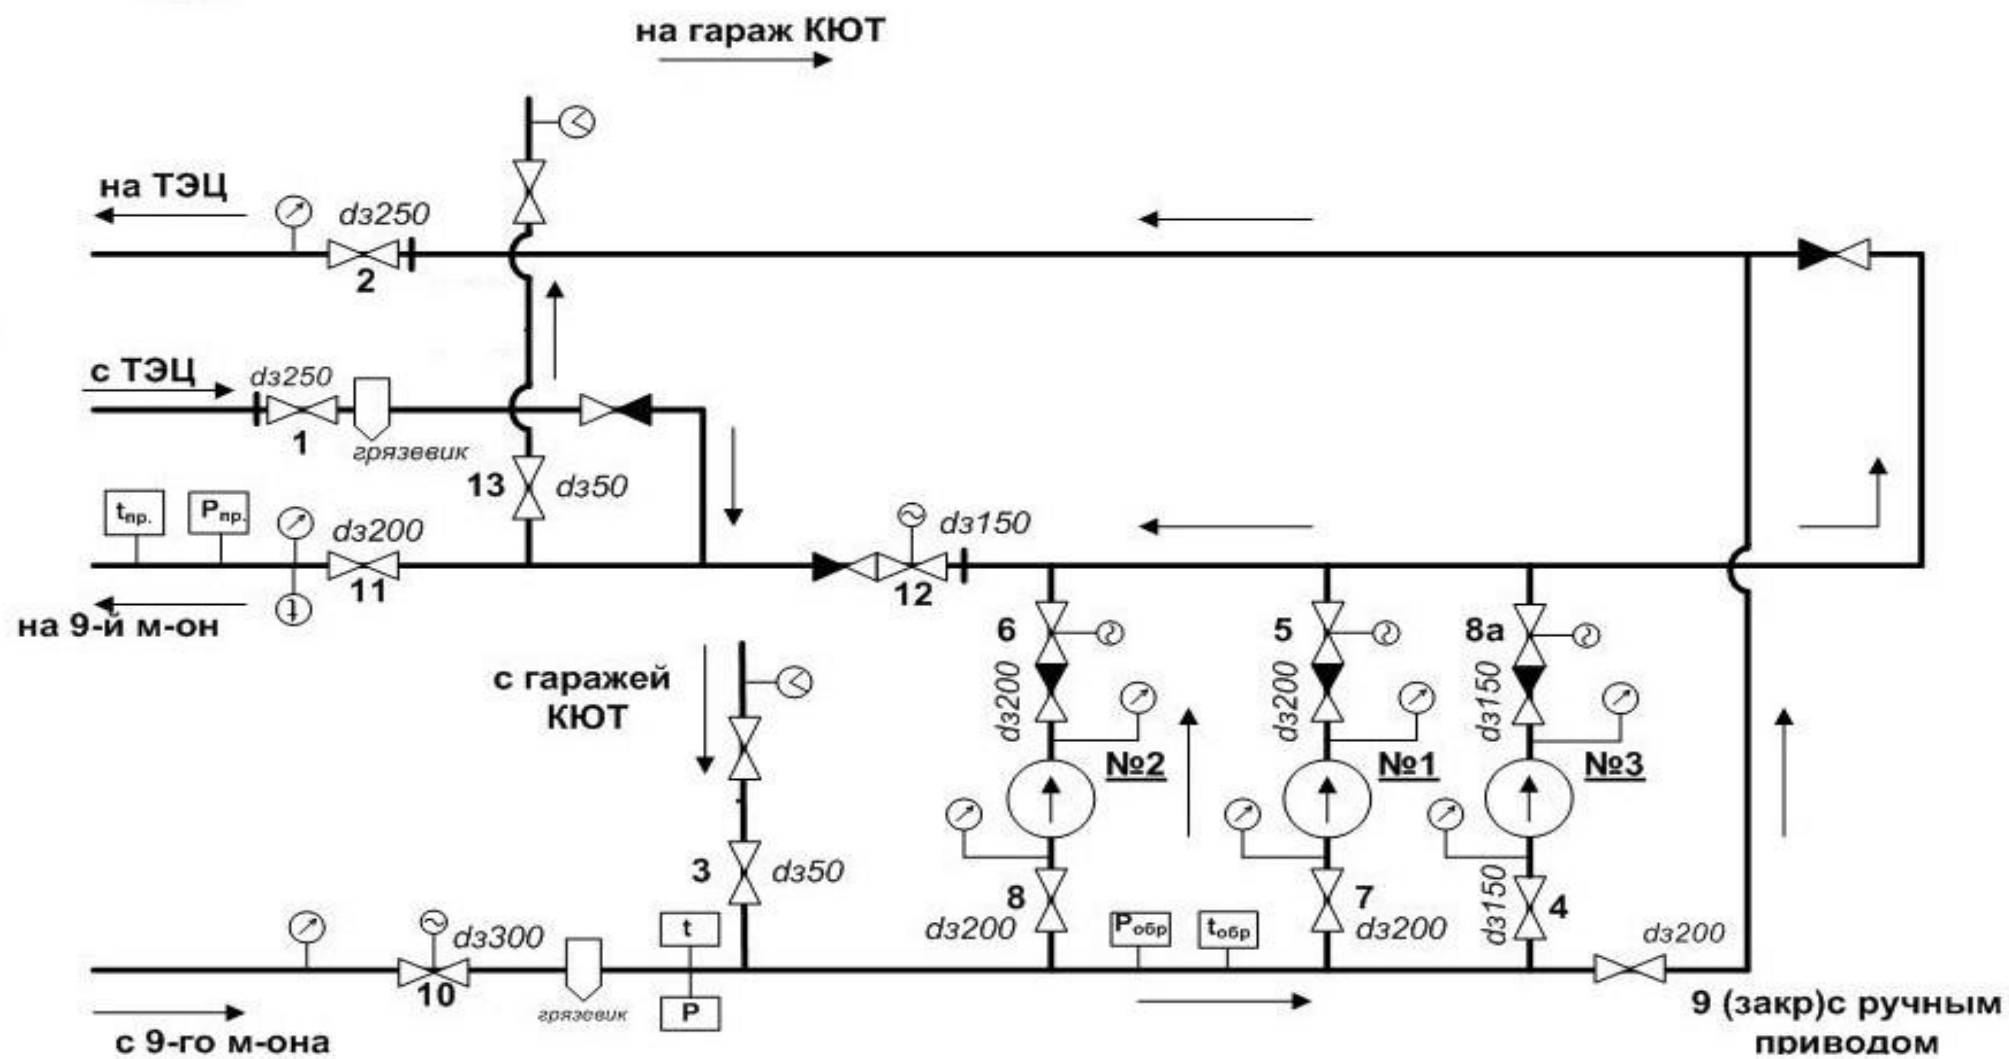 на гараж КЮТ
на ТЭЦ
dз250
2
с ТЭЦ
dз250
1
грязевик
13
dз50
tпр.
Pпр.
dз200
11
t
на 9-й м-он
dз150
12
с гаражей
КЮТ
6
dз200
5
dз200
8а
dз150
№2
№1
№3
3
dз50
8
dз200
7
dз200
4
dз150
Pобр
tобр
dз200
t
P
dз300
10
грязевик
с 9-го м-она
9 (закр)с ручным
приводом